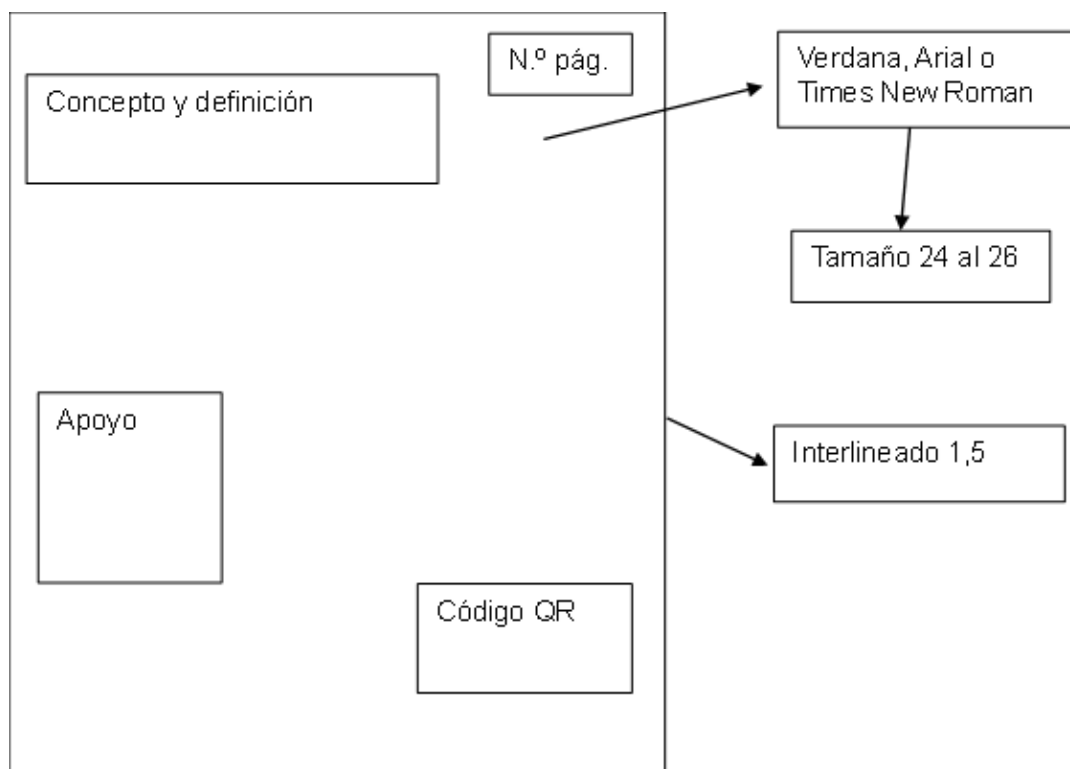 N.º pág.
Concepto y definición
Verdana, Arial o
Times New Roman
Tamaño 24 al 26
Apoyo
Interlineado 1,5
Código QR